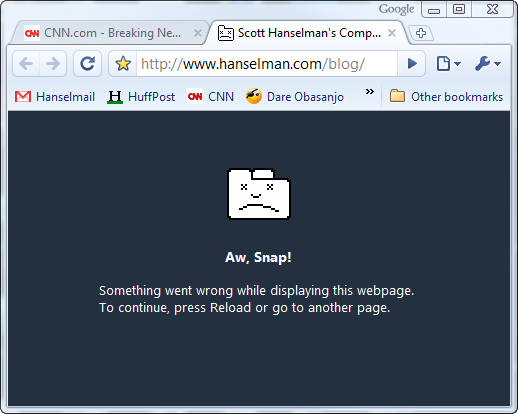 Google
CNN CNN.com - Breaking Ne...
Scott Hanselman's Comp...
http://www.hanselman.com/blog/
Hanselmail H HuffPost CNN CNN Dare Obasanjo » Other bookmarks
Aw, Snap!
Something went wrong while displaying this webpage.
To continue, press Reload or go to another page.